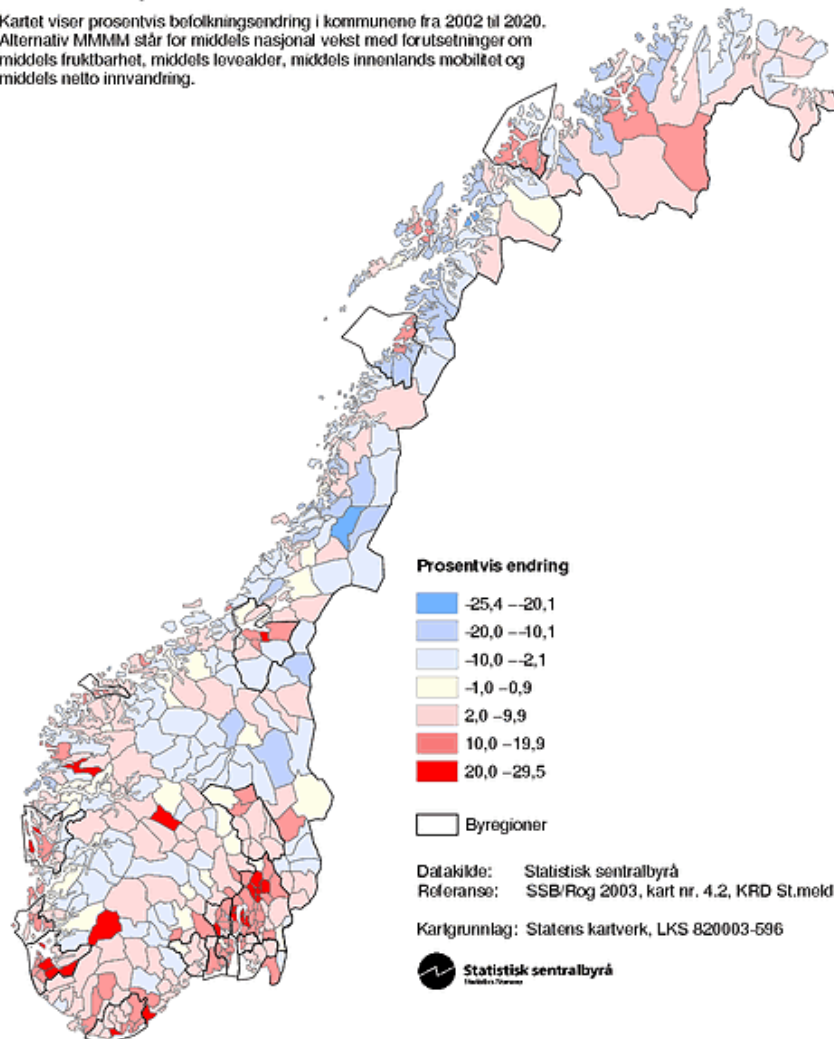 Kartet viser prosentvis befolkningsendring i kommunene fra 2002 til 2020.
Alternativ MMMM står for middels nasjonal vekst med forutsetninger om
middels fruktbarhet, middels levealder, middels innenlands mobilitet og
middels netto innvandring.
Prosentvis endring
-25,4 –-20,1
-20,0 –-10,1
-10,0 –-2,1
-1,0 –0,9
2,0 –9,9
10,0 –19,9
20,0 –29,5
Byregioner
Datakilde: Statistisk sentralbyrå
Referanse: SSB/Rog 2003, kart nr. 4.2, KRD St.meld
Kartgrunnlag: Statens kartverk, LKS 820003-596
Statistisk sentralbyrå